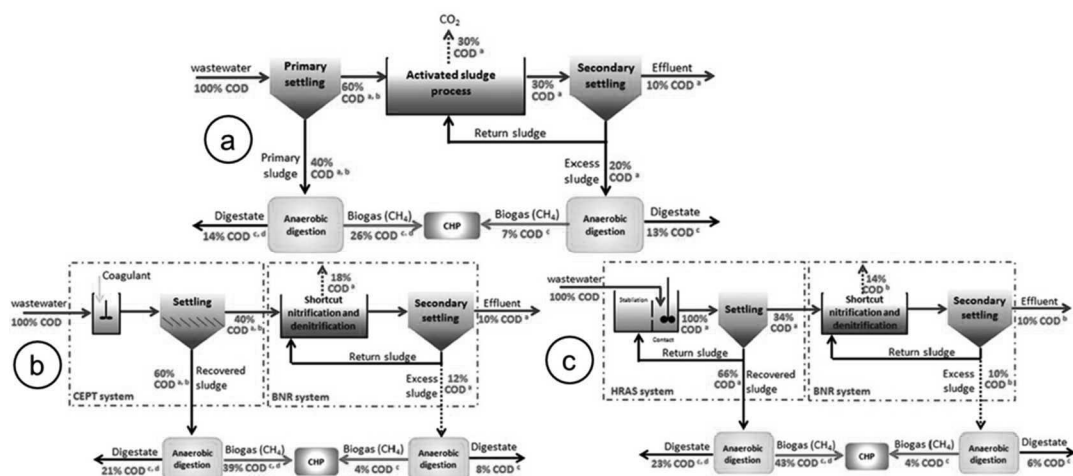 CO2
30%
COD a
wastewater
100% COD
Primary
settling
60%
COD a, b
Activated sludge
process
30%
COD a
Secondary
settling
Effluent
10% COD a
Return sludge
a
Primary
sludge
40%
COD a, b
Excess
sludge
20%
COD a
Digestate
14% COD c, d
Anaerobic
digestion
Biogas (CH4)
26% COD c, d
CHP
Biogas (CH4)
7% COD c
Anaerobic
digestion
Digestate
13% COD c
Coagulant
wastewater
100% COD
Settling
40%
COD a, b
18%
COD a
Shortcut
nitrification and
denitrification
Secondary
settling
Effluent
10% COD a
Return sludge
b
60%
COD a, b
Recovered
sludge
CEPT system
BNR system
Excess
sludge
12%
COD a
Digestate
21% COD c, d
Anaerobic
digestion
Biogas (CH4)
39% COD c, d
CHP
Biogas (CH4)
4% COD c
Anaerobic
digestion
Digestate
8% COD c
wastewater
100% COD
Contact
100%
COD a
Settling
34%
COD a
14%
COD b
Shortcut
nitrification and
denitrification
Secondary
settling
Effluent
10% COD b
Return sludge
Return sludge
c
66%
COD a
Recovered
sludge
HRAS system
BNR system
Excess
sludge
10%
COD b
Digestate
23% COD c, d
Anaerobic
digestion
Biogas (CH4)
43% COD c, d
CHP
Biogas (CH4)
4% COD c
Anaerobic
digestion
Digestate
6% COD c